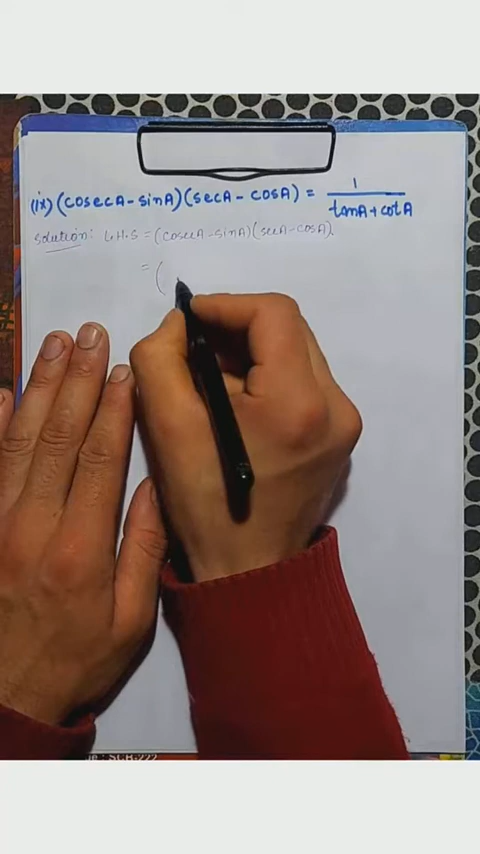 (ix) (cosecA-sinA)(secA-cosA) = 1/(tanA+cotA)
Solution: L.H.S = (cosecA-sinA)(secA-cosA).
= (